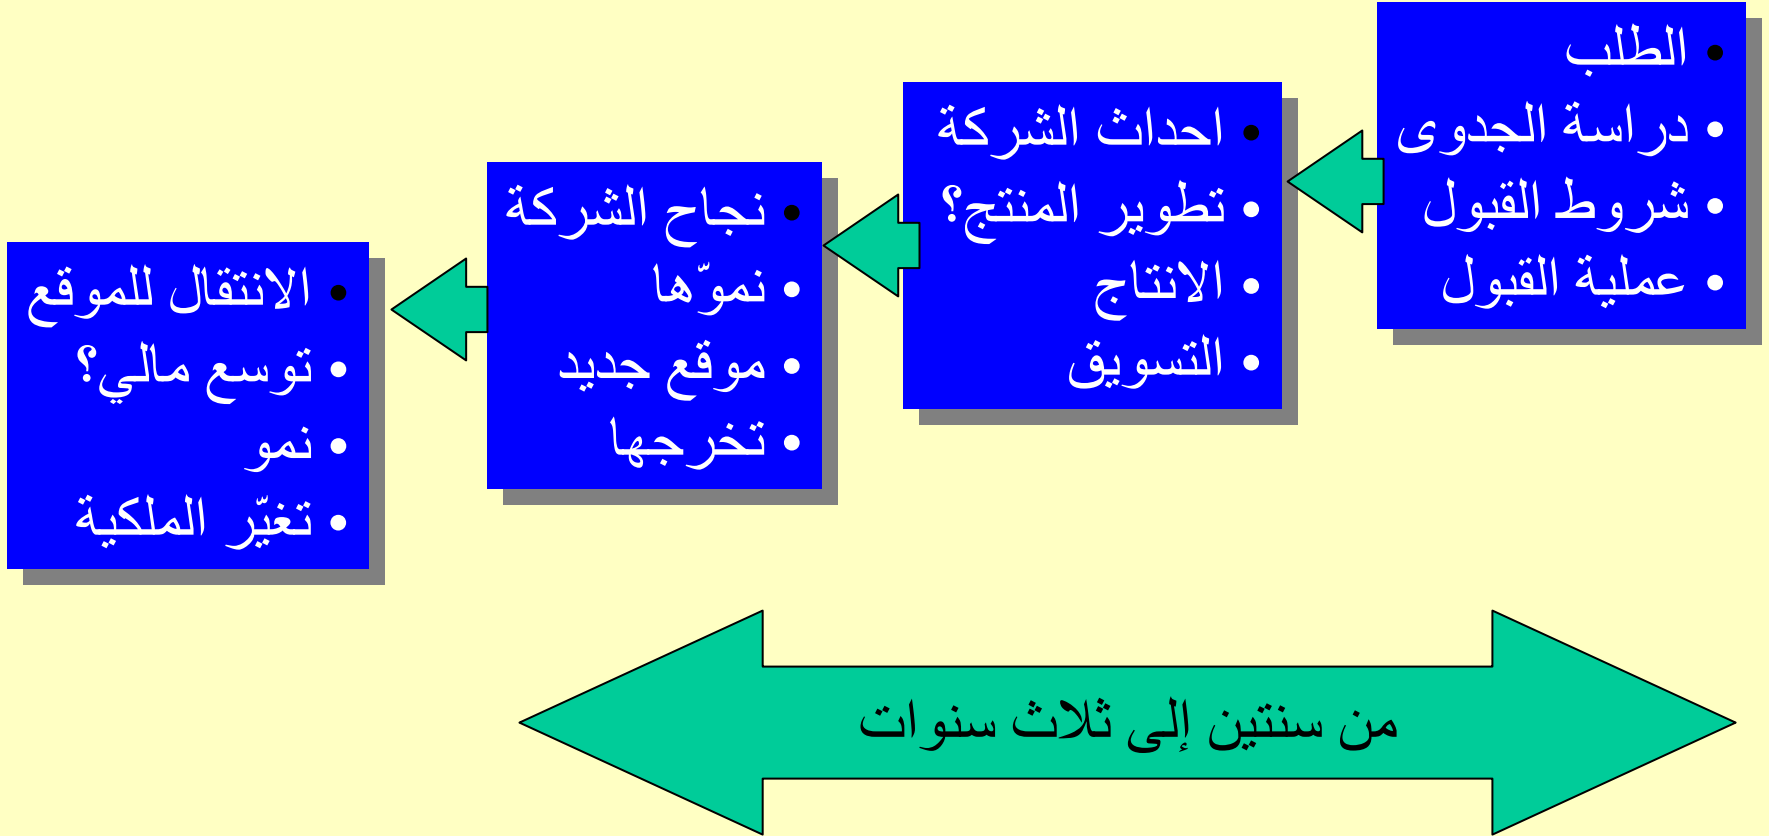 • الطلب
• دراسة الجدوى
• شروط القبول
• عملية القبول
• احداث الشركة
• تطوير المنتج؟
• الانتاج
• التسويق
• نجاح الشركة
• نموّها
• موقع جديد
• تخرجها
• الانتقال للموقع
• توسع مالي؟
• نمو
• تغيّر الملكية
من سنتين إلى ثلاث سنوات